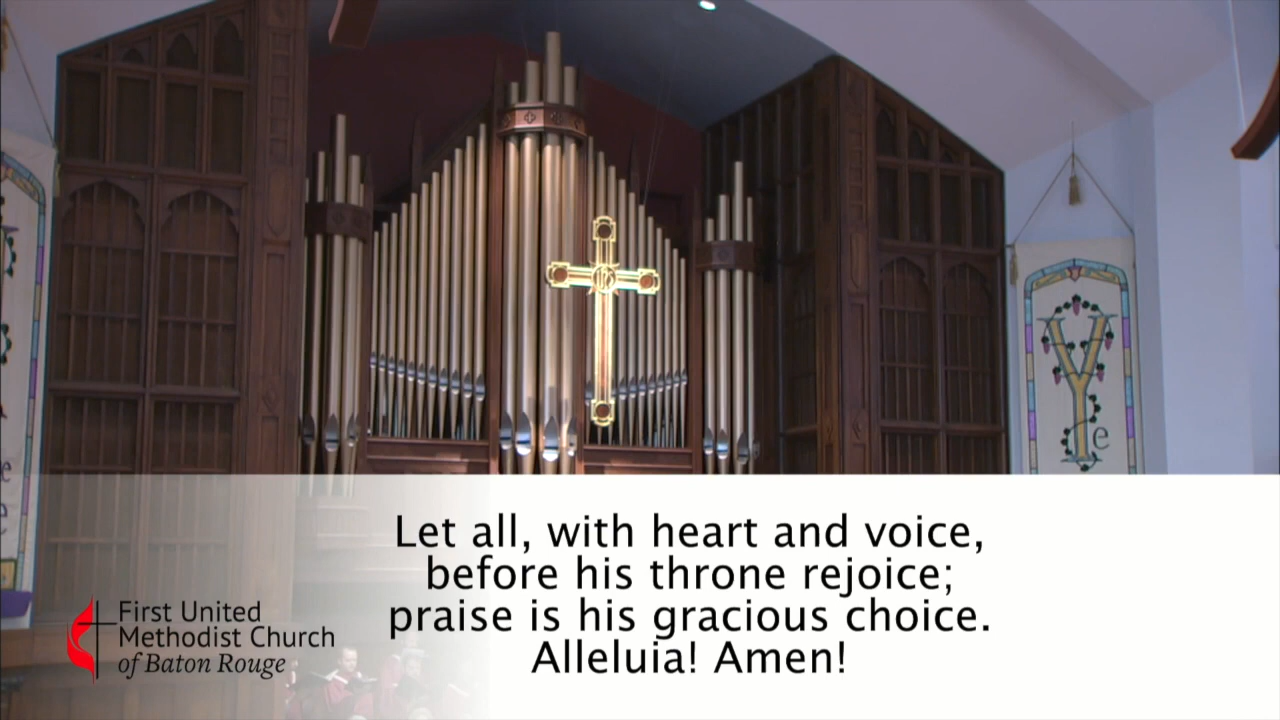 Let all, with heart and voice,
before his throne rejoice;
praise is his gracious choice.
Alleluia! Amen!
First United
Methodist Church
of Baton Rouge